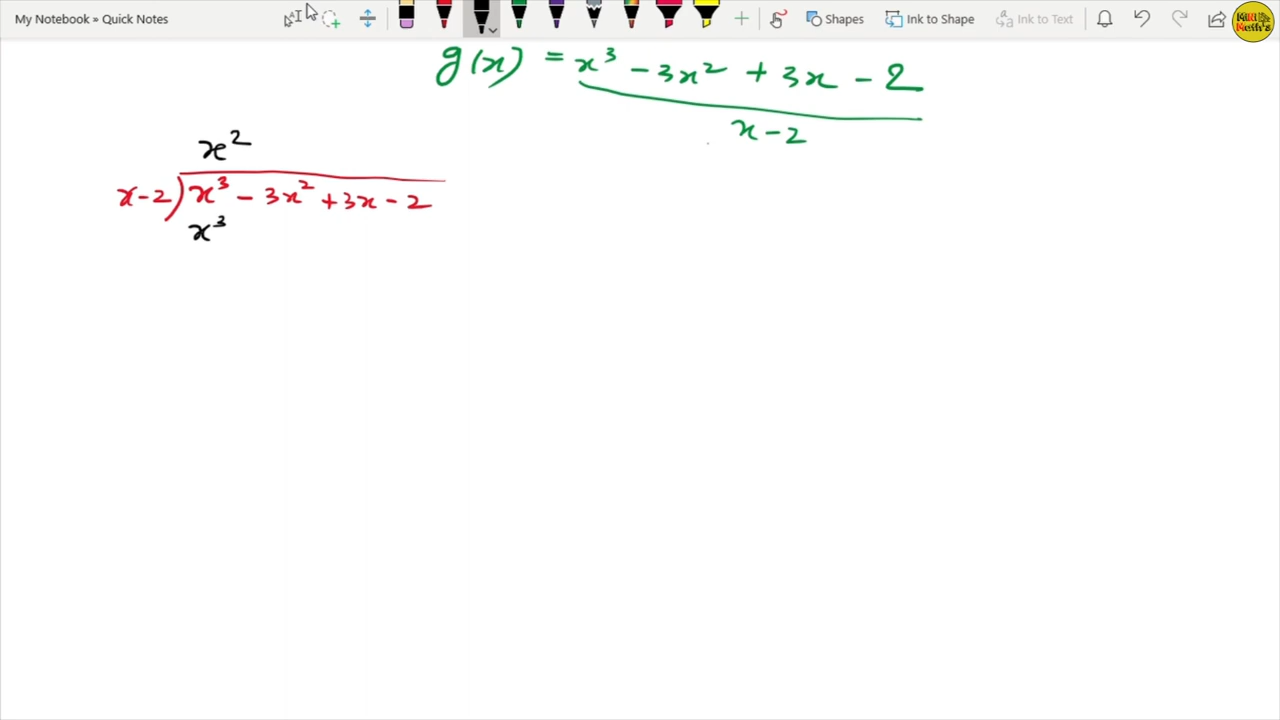 My Notebook » Quick Notes
Shapes
Ink to Shape
Ink to Text
g(x) = x³ - 3x² + 3x - 2
x - 2
x²
x-2) x³ - 3x² + 3x - 2
x³